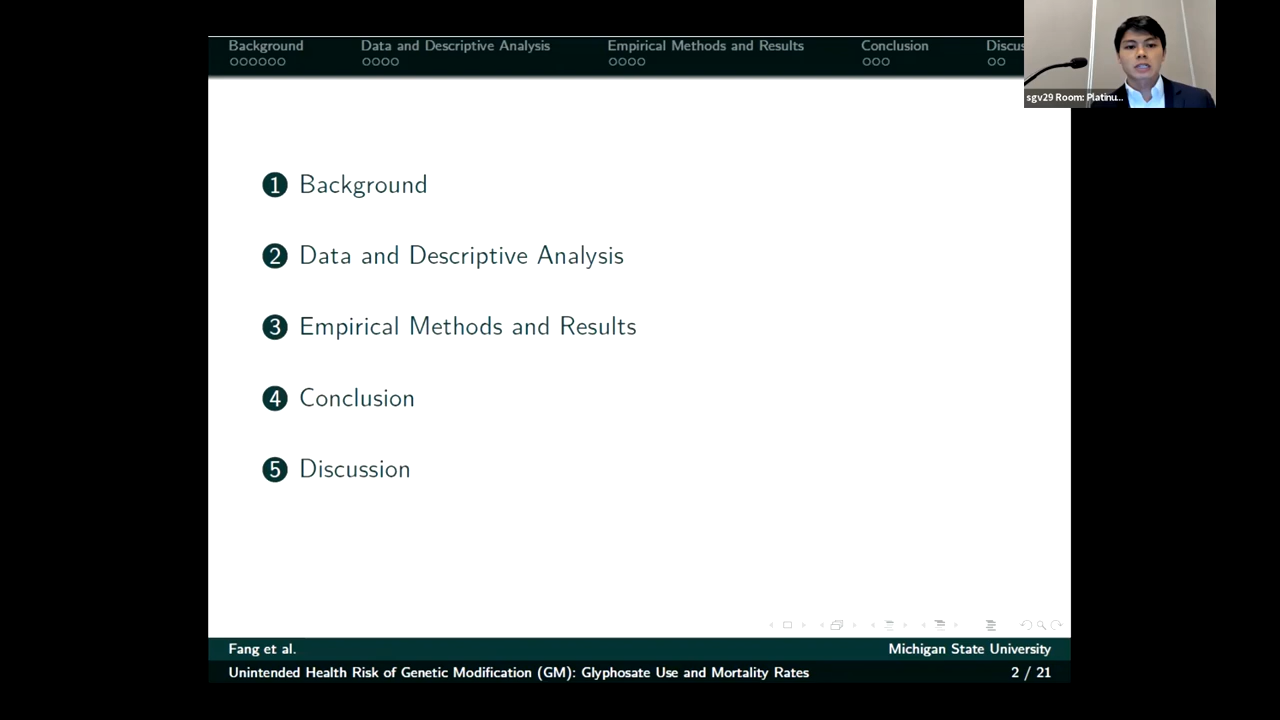 Background Data and Descriptive Analysis Empirical Methods and Results Conclusion Discus
sgv29 Room: Platinu...
1 Background
2 Data and Descriptive Analysis
3 Empirical Methods and Results
4 Conclusion
5 Discussion
Fang et al. Michigan State University
Unintended Health Risk of Genetic Modification (GM): Glyphosate Use and Mortality Rates 2 / 21